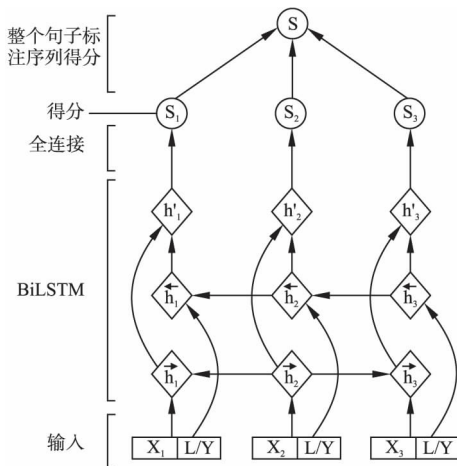 整个句子标
注序列得分
S
得分
S₁
S₂
S₃
全连接
h'₁
h'₂
h'₃
BiLSTM
←h₁
←h₂
←h₃
→h₁
→h₂
→h₃
输入
X₁ L/Y
X₂ L/Y
X₃ L/Y